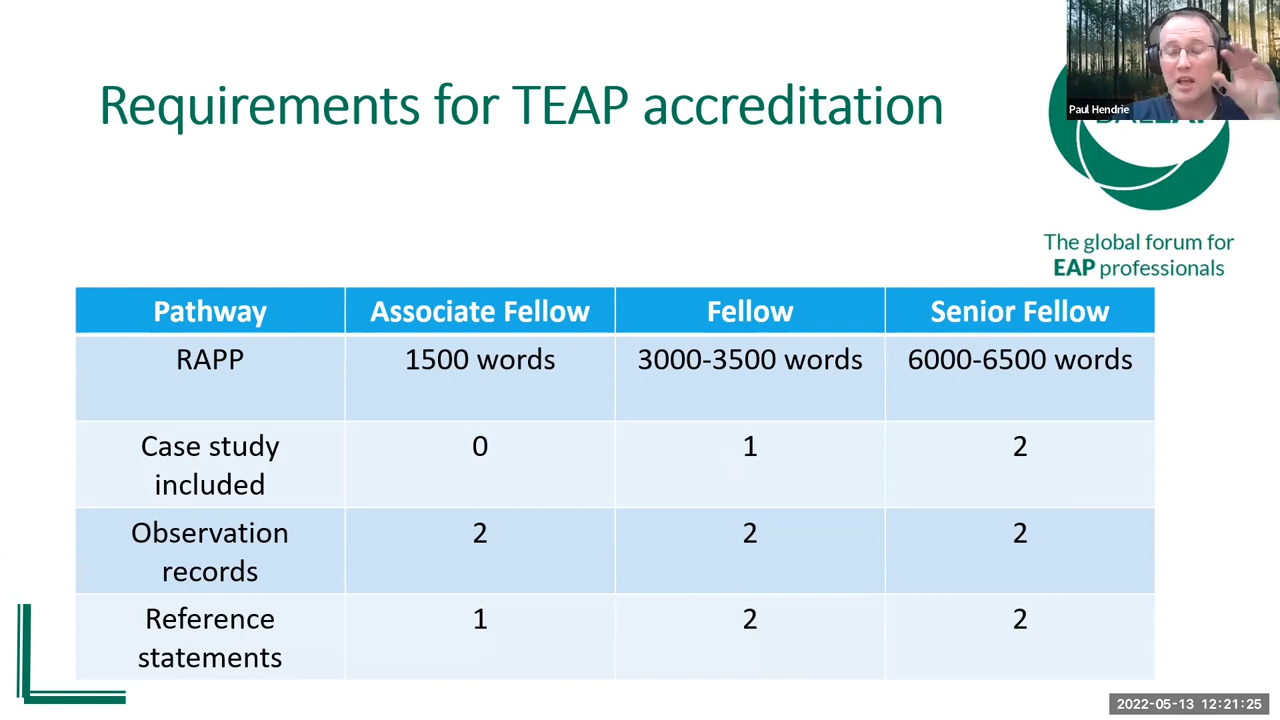 Requirements for TEAP accreditation
Paul Hendrie
The global forum for
EAP professionals
Pathway Associate Fellow Fellow Senior Fellow
RAPP 1500 words 3000-3500 words 6000-6500 words
Case study 0 1 2
included
Observation 2 2 2
records
Reference 1 2 2
statements
2022-05-13 12:21:25